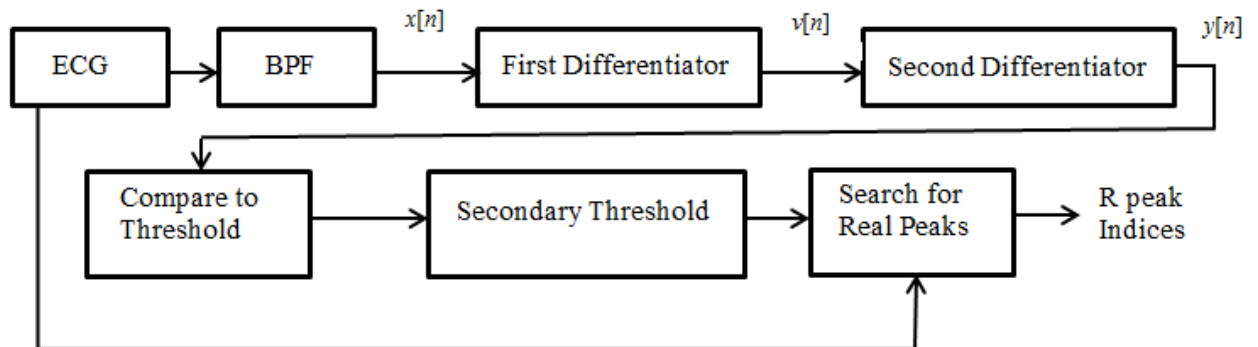 x[n]
v[n]
y[n]
ECG
BPF
First Differentiator
Second Differentiator
Compare to
Threshold
Secondary Threshold
Search for
Real Peaks
R peak
Indices